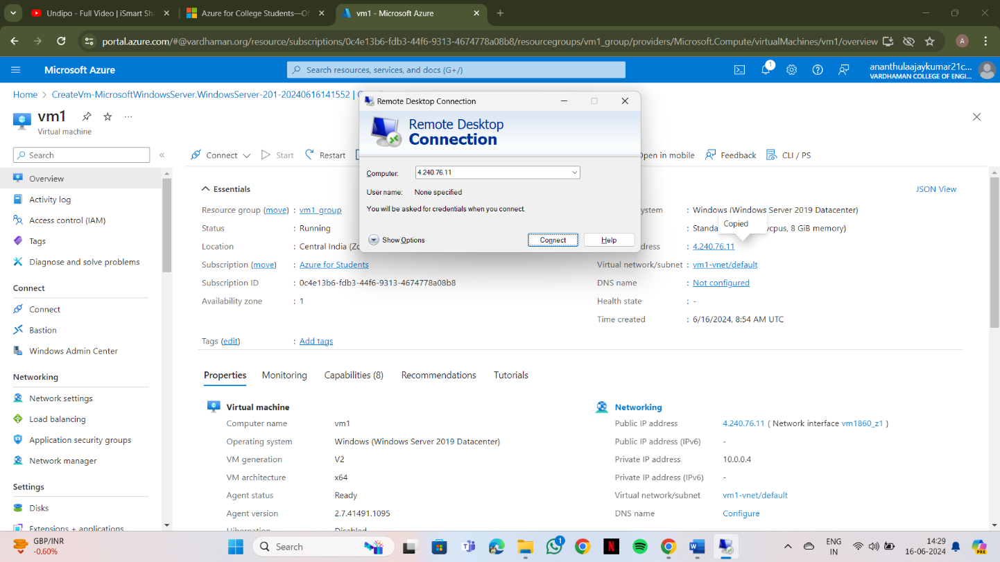 Undipo - Full Video | iSmart Sha
Azure for College Students—Of
vm1 - Microsoft Azure
portal.azure.com/#@vardhaman.org/resource/subscriptions/0c4e13b6-fdb3-44f6-9313-4674778a08b8/resourcegroups/vm1_group/providers/Microsoft.Compute/virtualMachines/vm1/overview
A
Microsoft Azure
Search resources, services, and docs (G+/)
1
ananthulaajaykumar21c...
VARDHAMAN COLLEGE OF ENGI...
Home > CreateVm-MicrosoftWindowsServer.WindowsServer-201-20240616141552 |
vm1
Virtual machine
Search
Connect
Start
Restart
Open in mobile
Feedback
CLI / PS
Overview
Activity log
Access control (IAM)
Tags
Diagnose and solve problems
Connect
Connect
Bastion
Windows Admin Center
Networking
Network settings
Load balancing
Application security groups
Network manager
Settings
Disks
Extensions + applications
Remote Desktop Connection
Remote Desktop
Connection
Computer: 4.240.76.11
User name: None specified
You will be asked for credentials when you connect.
Show Options
Connect
Help
Essentials
JSON View
Resource group (move) : vm1_group
Status : Running
Location : Central India (Zo
Subscription (move) : Azure for Students
Subscription ID : 0c4e13b6-fdb3-44f6-9313-4674778a08b8
Availability zone : 1
Tags (edit) : Add tags
ystem : Windows (Windows Server 2019 Datacenter)
Copied
: Standa vcpus, 8 GiB memory)
dress : 4.240.76.11
Virtual network/subnet : vm1-vnet/default
DNS name : Not configured
Health state : -
Time created : 6/16/2024, 8:54 AM UTC
Properties
Monitoring
Capabilities (8)
Recommendations
Tutorials
Virtual machine
Computer name vm1
Operating system Windows (Windows Server 2019 Datacenter)
VM generation V2
VM architecture x64
Agent status Ready
Agent version 2.7.41491.1095
Hibernation Disabled
Networking
Public IP address 4.240.76.11 ( Network interface vm1860_z1 )
Public IP address (IPv6) -
Private IP address 10.0.0.4
Private IP address (IPv6) -
Virtual network/subnet vm1-vnet/default
DNS name Configure
GBP/INR
-0.60%
Search
1
ENG
IN
14:29
16-06-2024
PRE